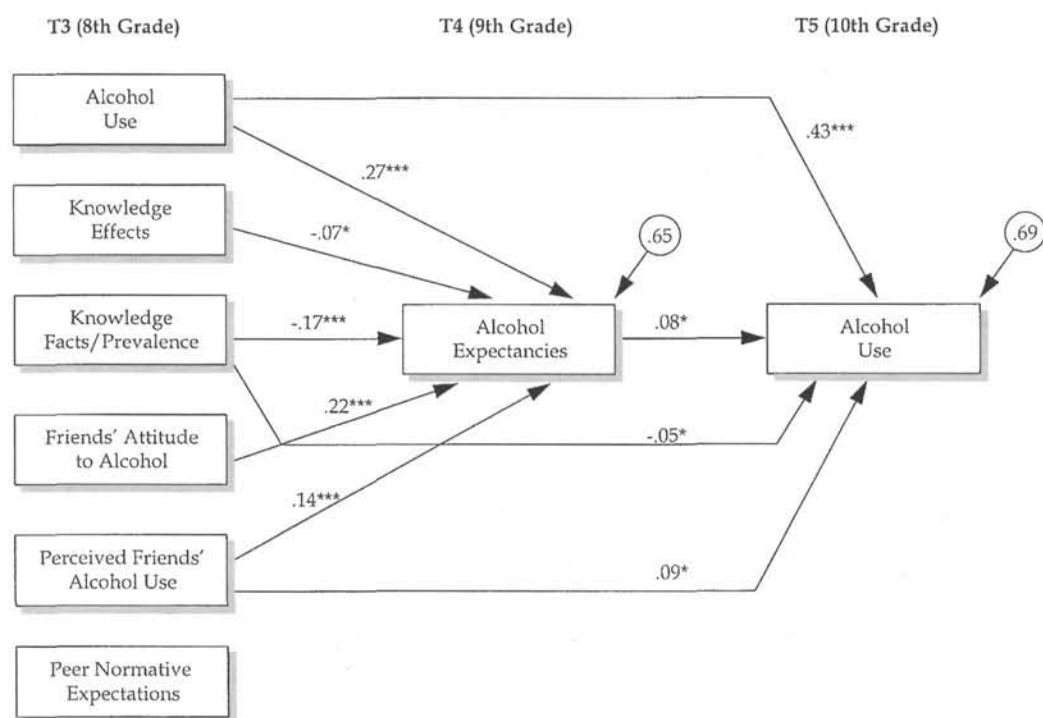 T3 (8th Grade)
T4 (9th Grade)
T5 (10th Grade)
Alcohol
Use
.43***
.27***
Knowledge
Effects
-.07*
.65
.69
Knowledge
Facts/Prevalence
-.17***
Alcohol
Expectancies
.08*
Alcohol
Use
.22***
Friends' Attitude
to Alcohol
-.05*
.14***
Perceived Friends'
Alcohol Use
.09*
Peer Normative
Expectations